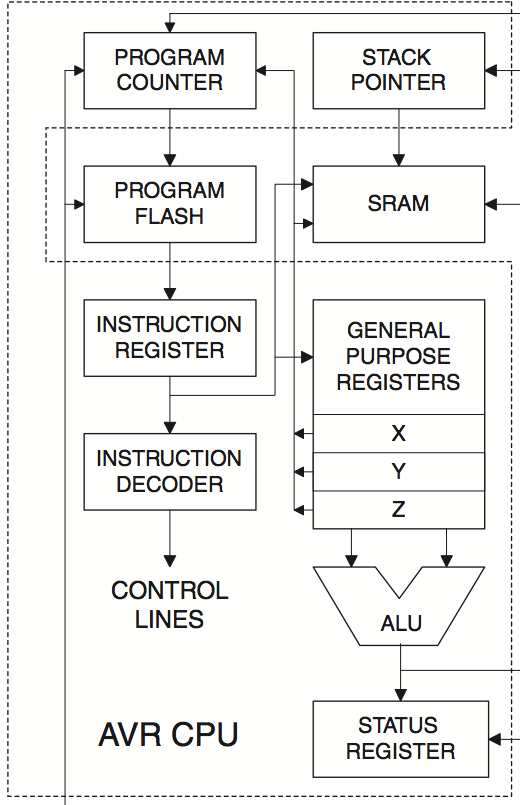 PROGRAM
COUNTER
STACK
POINTER
PROGRAM
FLASH
SRAM
INSTRUCTION
REGISTER
GENERAL
PURPOSE
REGISTERS
X
Y
Z
INSTRUCTION
DECODER
CONTROL
LINES
ALU
AVR CPU
STATUS
REGISTER